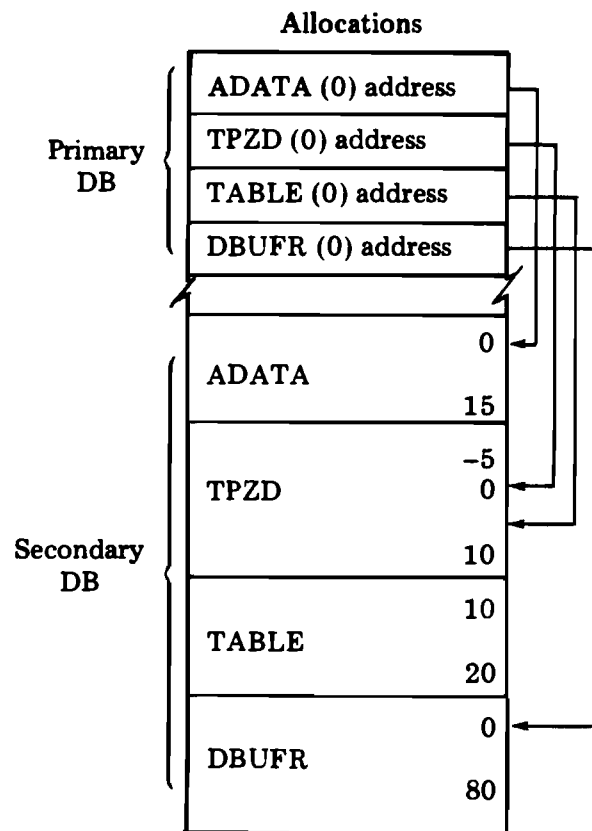 Allocations
ADATA (0) address
TPZD (0) address
TABLE (0) address
DBUFR (0) address
Primary
DB
0
ADATA
15
-5
TPZD
0
10
Secondary
DB
10
TABLE
20
0
DBUFR
80